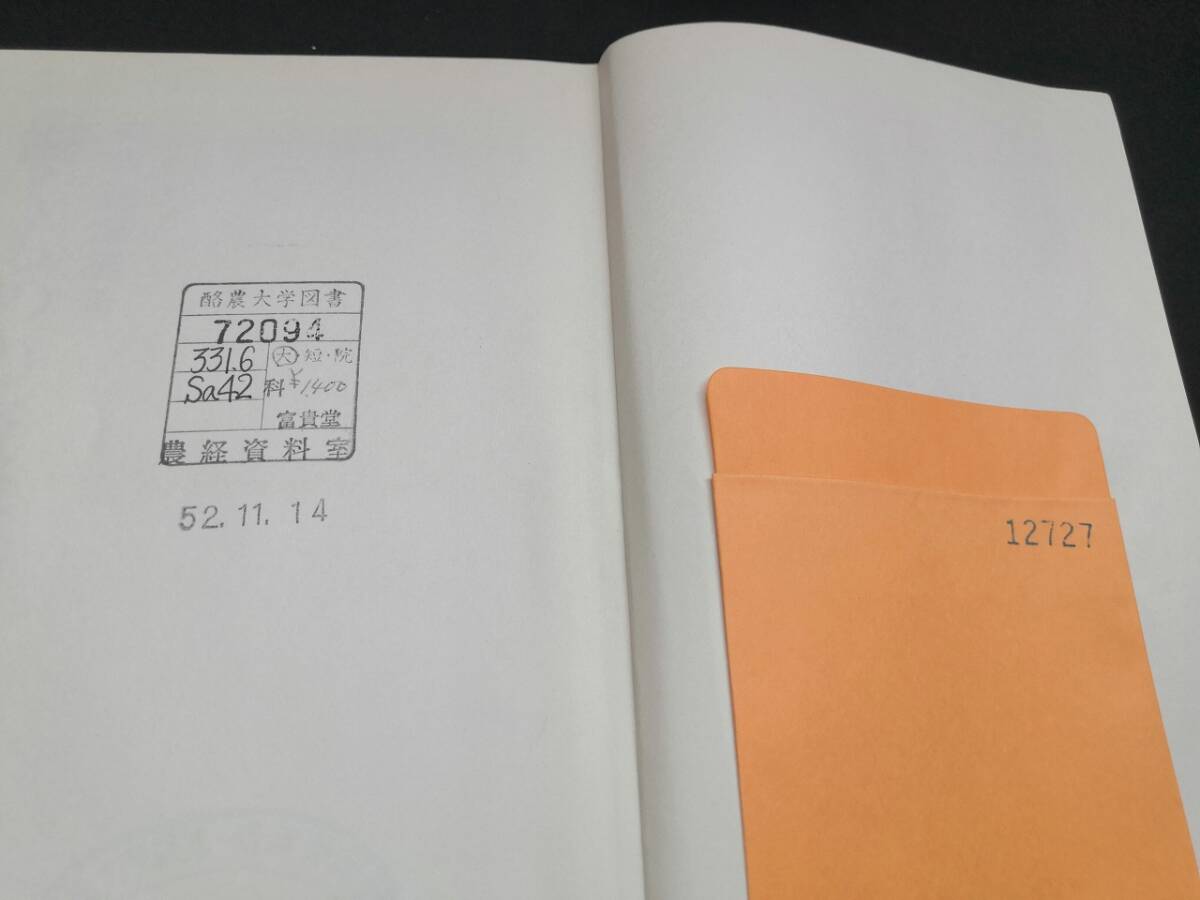 酪農大学図書
72094
331.6 大 短・院
Sa42 科 ¥1,400
富貴堂
農経資料室
52.11.14
12727